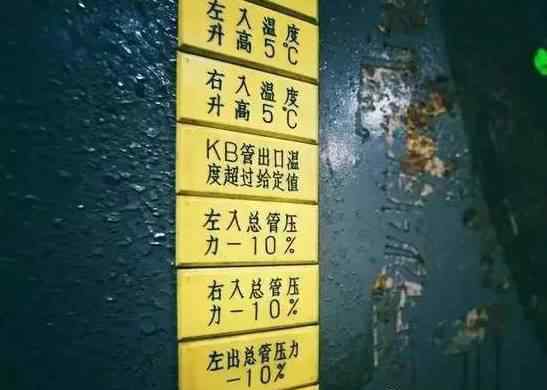 左入温度
升高5℃
右入温度
升高5℃
KB管出口温
度超过给定值
左入总管压
力-10%
右入总管压
力-10%
左出总管压力
-10%